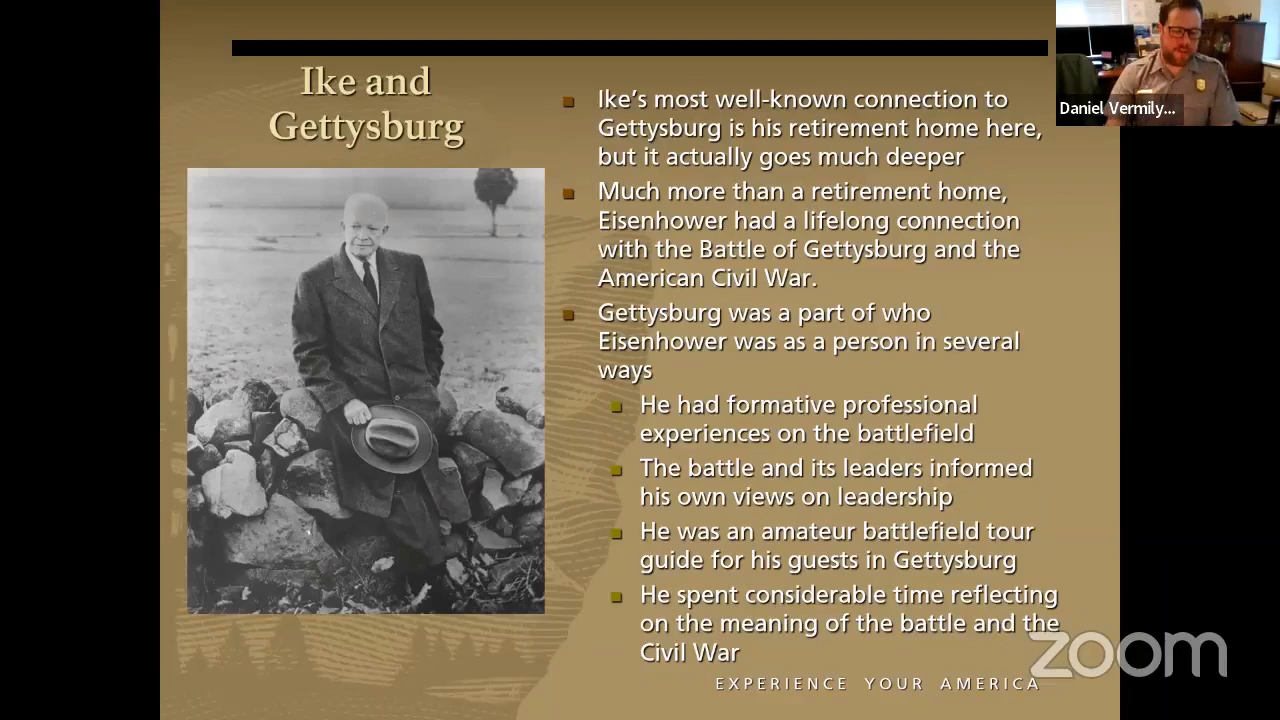 Ike and
Gettysburg
Ike’s most well-known connection to
Gettysburg is his retirement home here,
but it actually goes much deeper
Much more than a retirement home,
Eisenhower had a lifelong connection
with the Battle of Gettysburg and the
American Civil War.
Gettysburg was a part of who
Eisenhower was as a person in several
ways
He had formative professional
experiences on the battlefield
The battle and its leaders informed
his own views on leadership
He was an amateur battlefield tour
guide for his guests in Gettysburg
He spent considerable time reflecting
on the meaning of the battle and the
Civil War
EXPERIENCE YOUR AMERICA
Daniel Vermily...
zoom